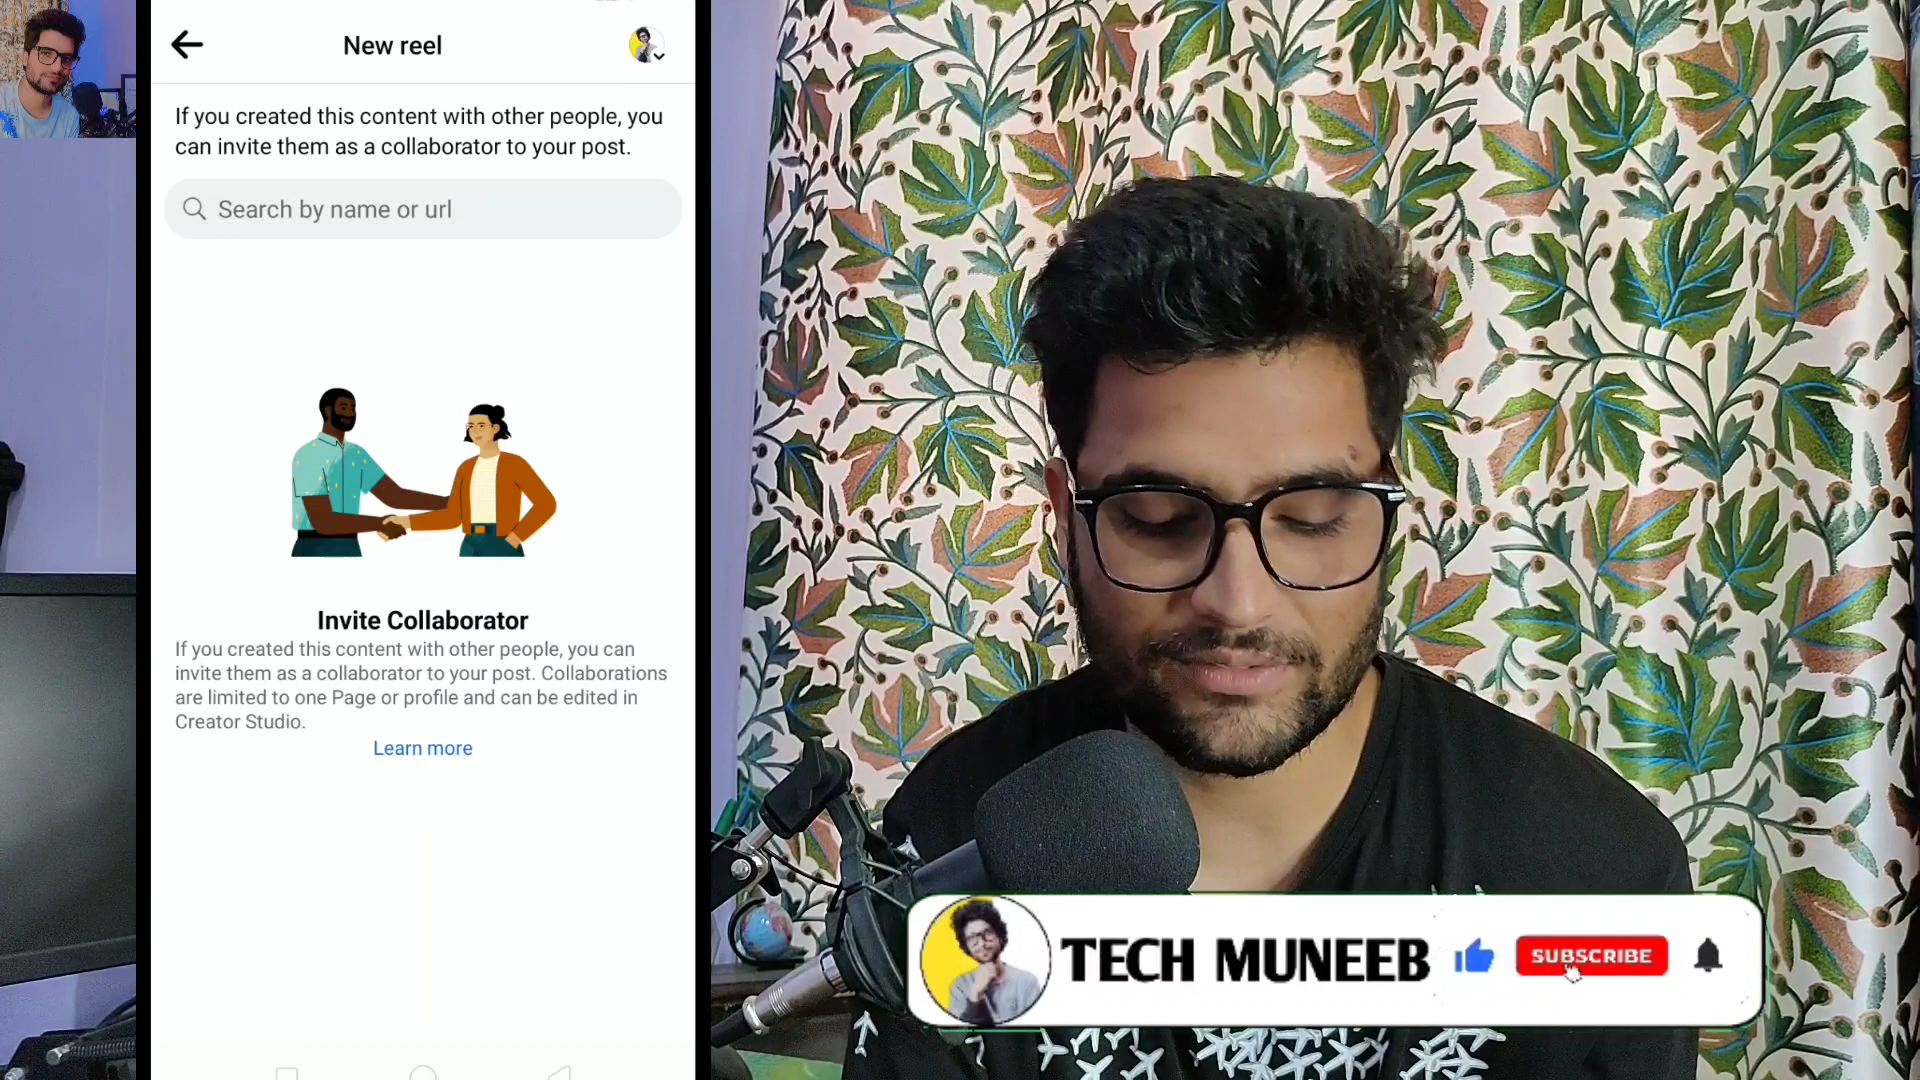 New reel
If you created this content with other people, you
can invite them as a collaborator to your post.
Search by name or url
Invite Collaborator
If you created this content with other people, you can
invite them as a collaborator to your post. Collaborations
are limited to one Page or profile and can be edited in
Creator Studio.
Learn more
TECH MUNEEB
SUBSCRIBE